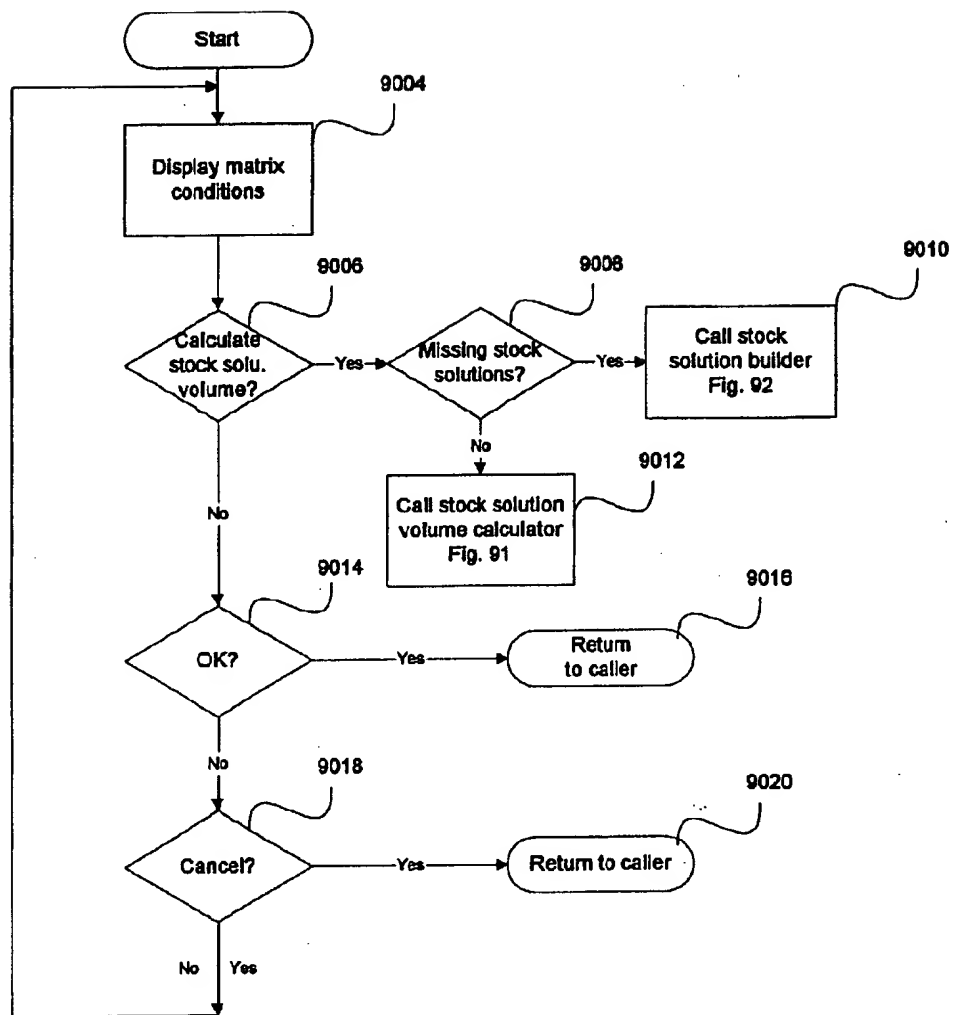 Start
9004
Display matrix
conditions
9006
9008
9010
Calculate
stock solu.
volume?
Yes
Missing stock
solutions?
Yes
Call stock
solution builder
Fig. 92
No
9012
Call stock solution
volume calculator
Fig. 91
No
9014
9016
OK?
Yes
Return
to caller
No
9018
9020
Cancel?
Yes
Return to caller
No
Yes